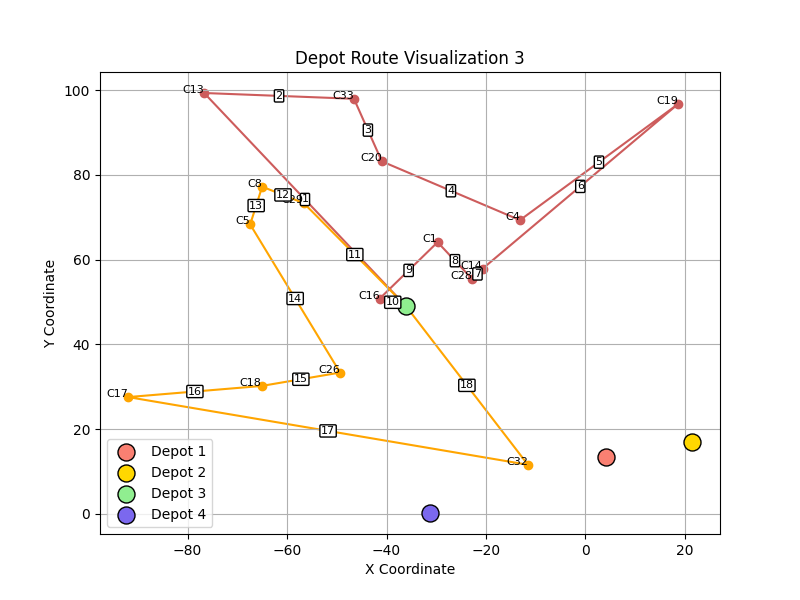 Depot Route Visualization 3
100
80
60
40
20
0
−80
−60
−40
−20
0
20
X Coordinate
Y Coordinate
C13
2
C33
C19
3
C20
5
4
6
C4
C8
12
C29
1
13
C5
C1
11
8
9
C14
C28
7
C16
10
14
C26
15
C18
16
C17
18
17
C32
Depot 1
Depot 2
Depot 3
Depot 4